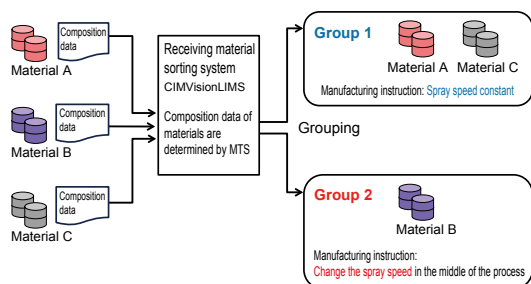 Composition
data
Material A
Composition
data
Material B
Composition
data
Material C
Receiving material
sorting system
CIMVisionLIMS
Composition data of
materials are
determined by MTS
Grouping
Group 1
Material A
Material C
Manufacturing instruction: Spray speed constant
Group 2
Material B
Manufacturing instruction:
Change the spray speed in the middle of the process